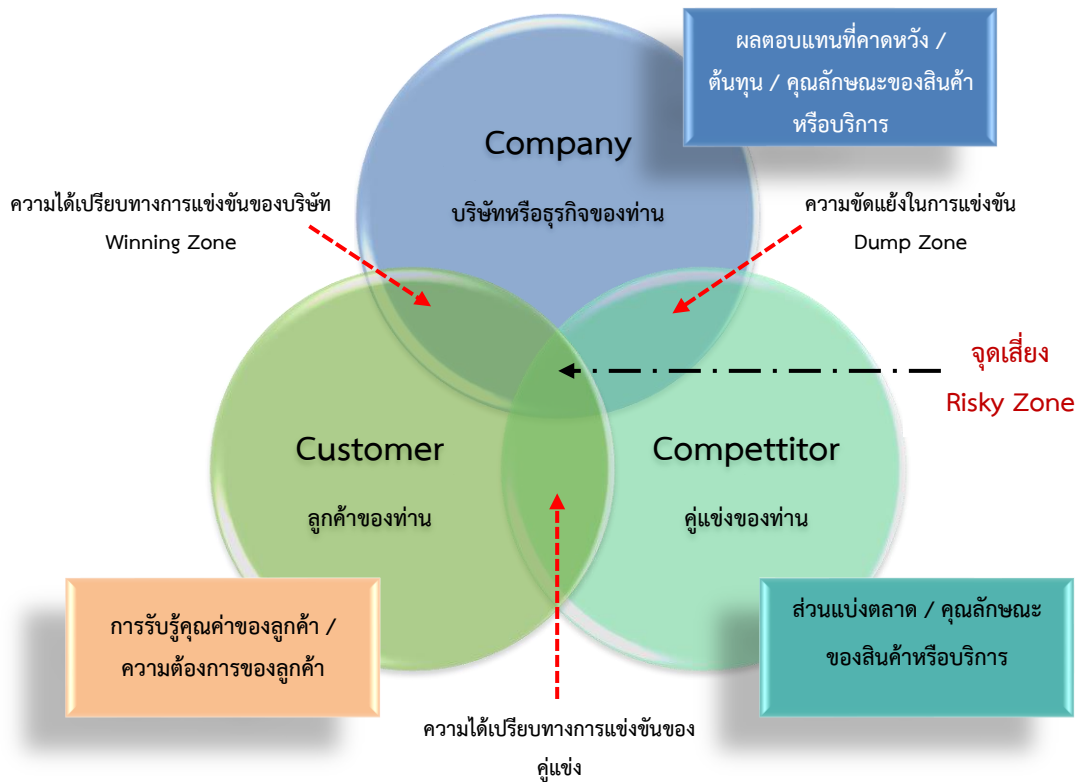 ผลตอบแทนที่คาดหวัง /
ต้นทุน / คุณลักษณะของสินค้า
หรือบริการ
Company
บริษัทหรือธุรกิจของท่าน
ความได้เปรียบทางการแข่งขันของบริษัท
Winning Zone
ความขัดแย้งในการแข่งขัน
Dump Zone
จุดเสี่ยง
Risky Zone
Customer
ลูกค้าของท่าน
Compettitor
คู่แข่งของท่าน
การรับรู้คุณค่าของลูกค้า /
ความต้องการของลูกค้า
ส่วนแบ่งตลาด / คุณลักษณะ
ของสินค้าหรือบริการ
ความได้เปรียบทางการแข่งขันของ
คู่แข่ง